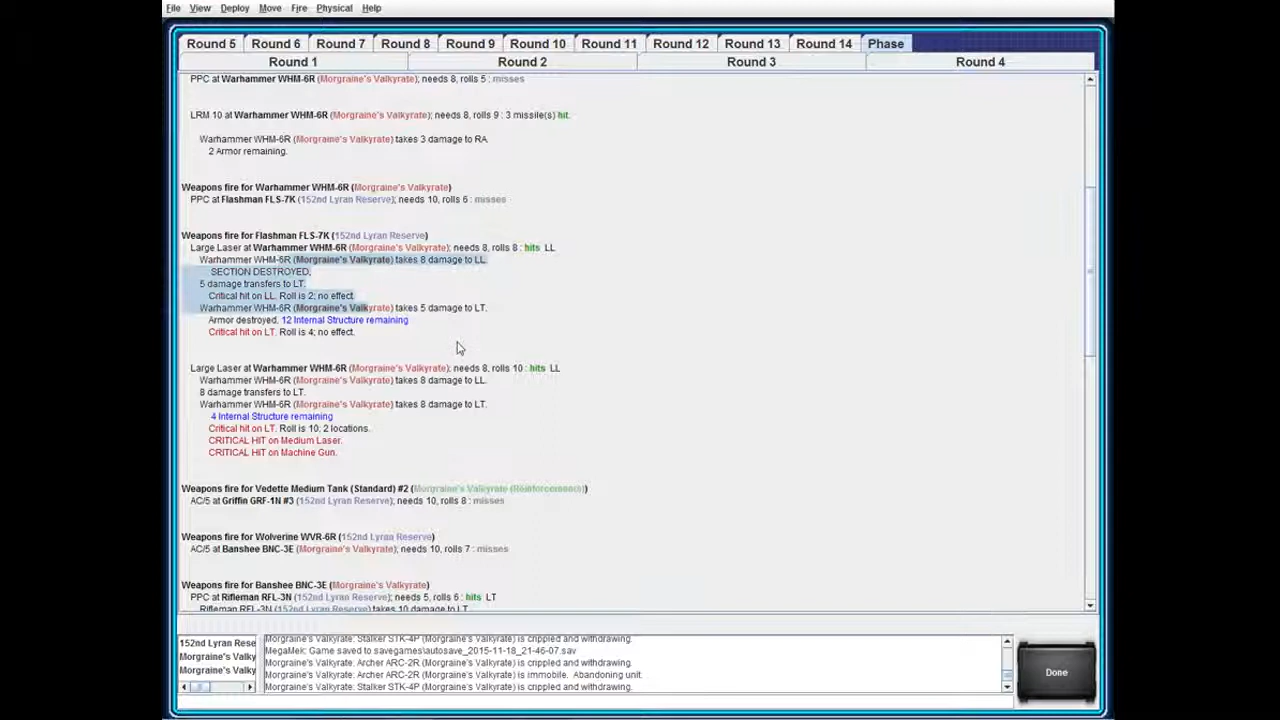 File View Deploy Move Fire Physical Help
Round 5 Round 6 Round 7 Round 8 Round 9 Round 10 Round 11 Round 12 Round 13 Round 14 Phase
Round 1 Round 2 Round 3 Round 4
PPC at Warhammer WHM-6R (Morgraine's Valkyrate); needs 8, rolls 5 : misses
LRM 10 at Warhammer WHM-6R (Morgraine's Valkyrate); needs 8, rolls 9 : 3 missile(s) hit.
Warhammer WHM-6R (Morgraine's Valkyrate) takes 3 damage to RA.
2 Armor remaining.
Weapons fire for Warhammer WHM-6R (Morgraine's Valkyrate)
PPC at Flashman FLS-7K (152nd Lyran Reserve); needs 10, rolls 6 : misses
Weapons fire for Flashman FLS-7K (152nd Lyran Reserve)
Large Laser at Warhammer WHM-6R (Morgraine's Valkyrate); needs 8, rolls 8 : hits LL
Warhammer WHM-6R (Morgraine's Valkyrate) takes 8 damage to LL.
SECTION DESTROYED,
5 damage transfers to LT.
Critical hit on LL. Roll is 2; no effect.
Warhammer WHM-6R (Morgraine's Valkyrate) takes 5 damage to LT.
Armor destroyed. 12 Internal Structure remaining
Critical hit on LT. Roll is 4; no effect.
Large Laser at Warhammer WHM-6R (Morgraine's Valkyrate); needs 8, rolls 10 : hits LL
Warhammer WHM-6R (Morgraine's Valkyrate) takes 8 damage to LL.
8 damage transfers to LT.
Warhammer WHM-6R (Morgraine's Valkyrate) takes 8 damage to LT.
4 Internal Structure remaining
Critical hit on LT. Roll is 10; 2 locations.
CRITICAL HIT on Medium Laser.
CRITICAL HIT on Machine Gun.
Weapons fire for Vedette Medium Tank (Standard) #2 (Morgraine's Valkyrate (Reinforcements))
AC/5 at Griffin GRF-1N #3 (152nd Lyran Reserve); needs 10, rolls 8 : misses
Weapons fire for Wolverine WVR-6R (152nd Lyran Reserve)
AC/5 at Banshee BNC-3E (Morgraine's Valkyrate); needs 10, rolls 7 : misses
Weapons fire for Banshee BNC-3E (Morgraine's Valkyrate)
PPC at Rifleman RFL-3N (152nd Lyran Reserve); needs 5, rolls 6 : hits LT
Rifleman RFL-3N (152nd Lyran Reserve) takes 10 damage to LT.
152nd Lyran Rese
Morgraine's Valky
Morgraine's Valky
Morgraine's Valkyrate: Stalker STK-4P (Morgraine's Valkyrate) is crippled and withdrawing.
MegaMek: Game saved to savegames\autosave_2015-11-18_21-46-07.sav
Morgraine's Valkyrate: Archer ARC-2R (Morgraine's Valkyrate) is crippled and withdrawing.
Morgraine's Valkyrate: Archer ARC-2R (Morgraine's Valkyrate) is immobile. Abandoning unit.
Morgraine's Valkyrate: Stalker STK-4P (Morgraine's Valkyrate) is crippled and withdrawing.
Done